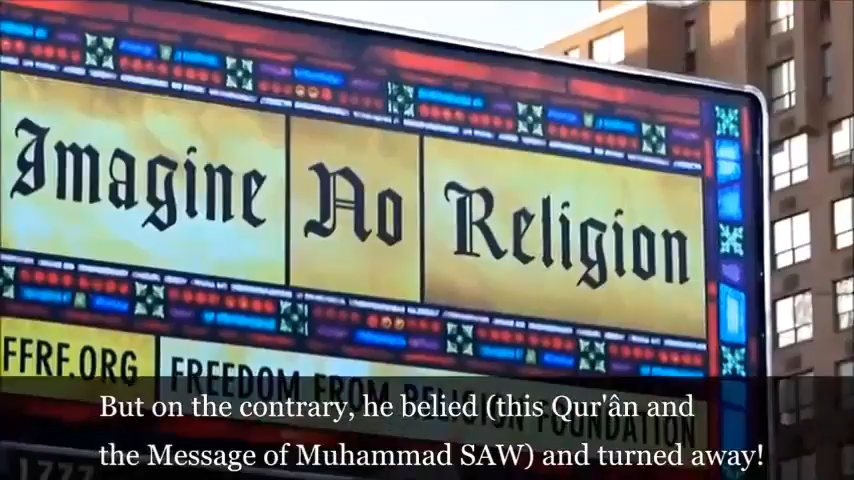 Imagine No Religion
FFRF.ORG FREEDOM FROM RELIGION FOUNDATION
But on the contrary, he belied (this Qur'ân and
the Message of Muhammad SAW) and turned away!